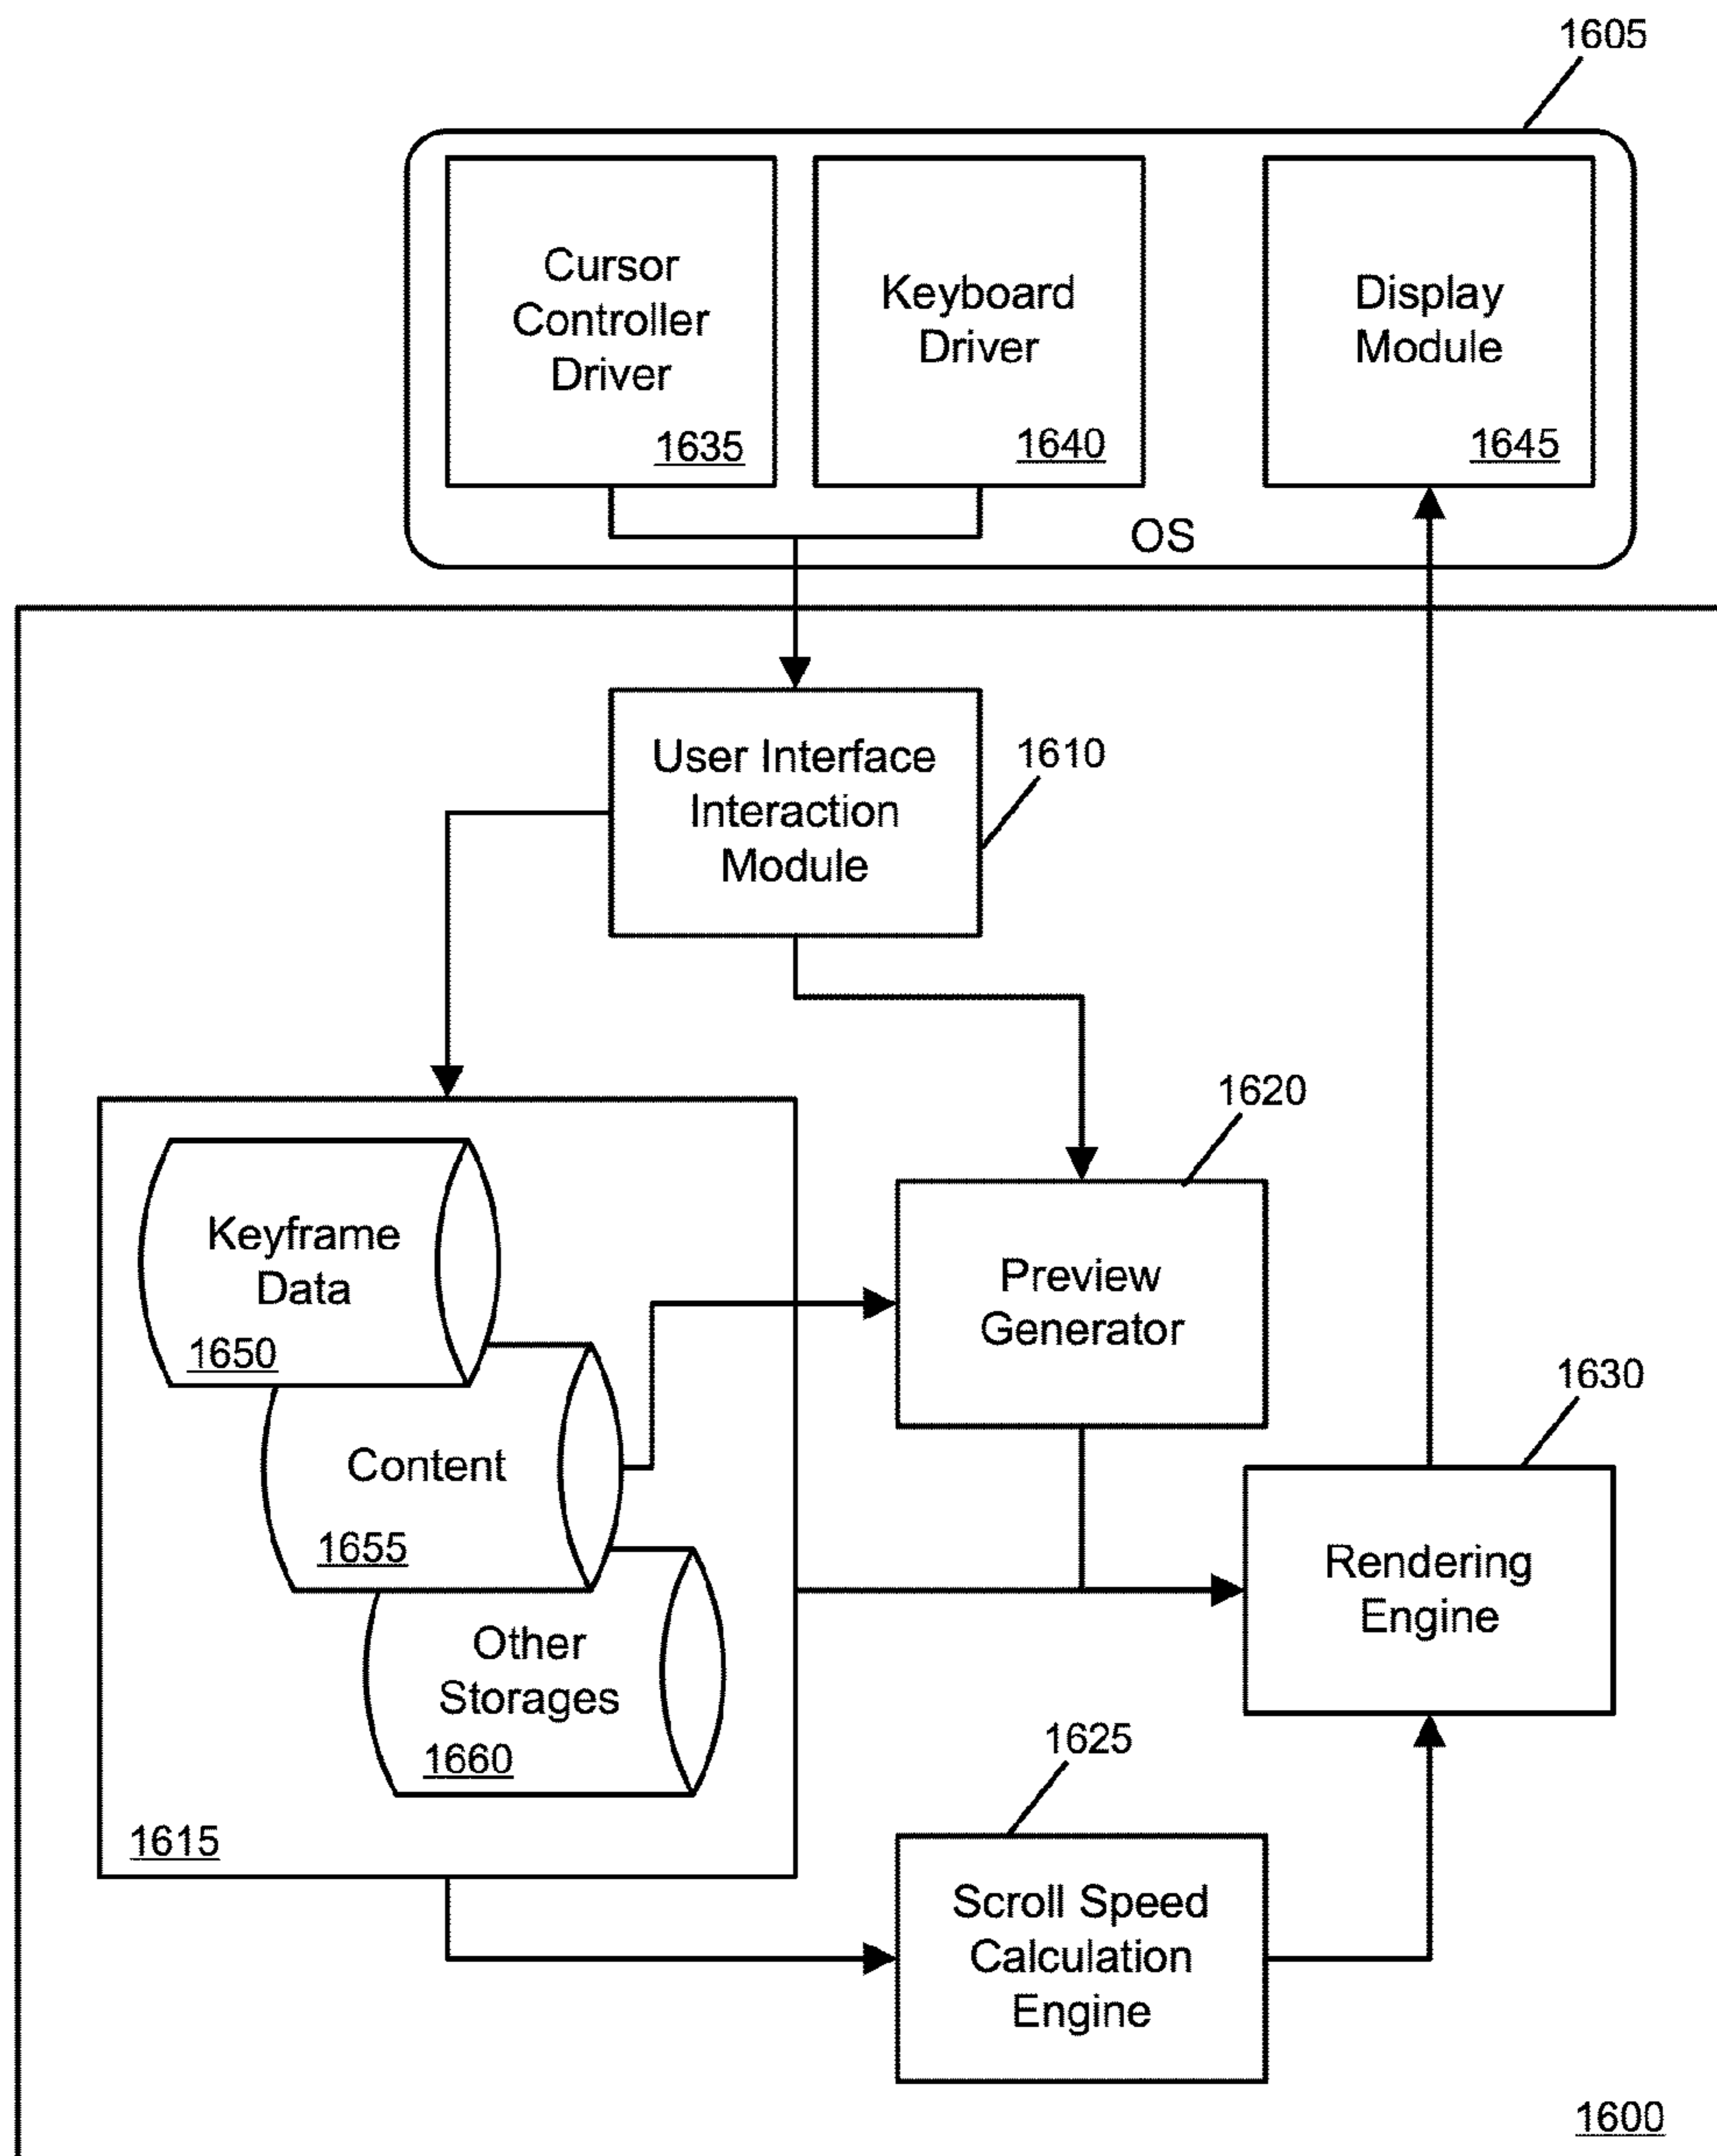 1605
Cursor
Controller
Driver
1635
Keyboard
Driver
1640
Display
Module
1645
OS
User Interface
Interaction
Module
1610
1620
Keyframe
Data
1650
Preview
Generator
1630
Content
1655
Rendering
Engine
Other
Storages
1660
1625
1615
Scroll Speed
Calculation
Engine
1600